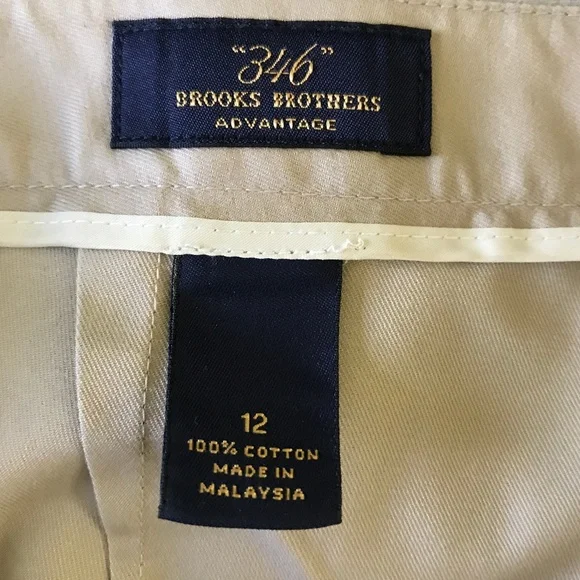 "346"
BROOKS BROTHERS
ADVANTAGE
12
100% COTTON
MADE IN
MALAYSIA